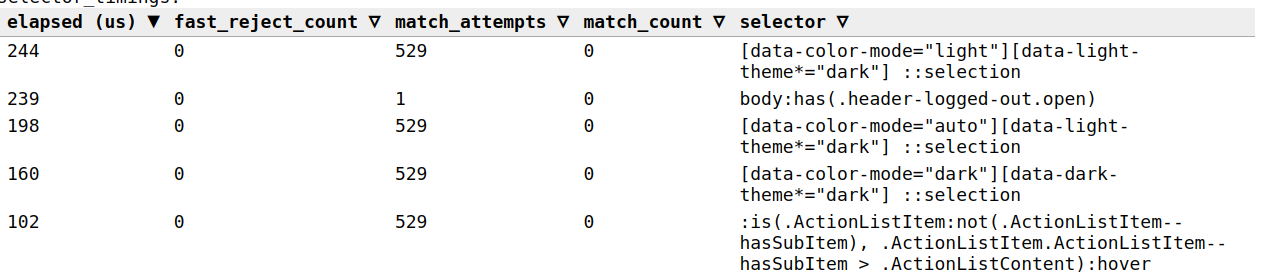 selector_timings:
elapsed (us) ▼ fast_reject_count ∇ match_attempts ∇ match_count ∇ selector ∇
244 0 529 0 [data-color-mode="light"][data-light-
theme*="dark"] ::selection
239 0 1 0 body:has(.header-logged-out.open)
198 0 529 0 [data-color-mode="auto"][data-light-
theme*="dark"] ::selection
160 0 529 0 [data-color-mode="dark"][data-dark-
theme*="dark"] ::selection
102 0 529 0 :is(.ActionListItem:not(.ActionListItem--
hasSubItem), .ActionListItem.ActionListItem--
hasSubItem > .ActionListContent):hover